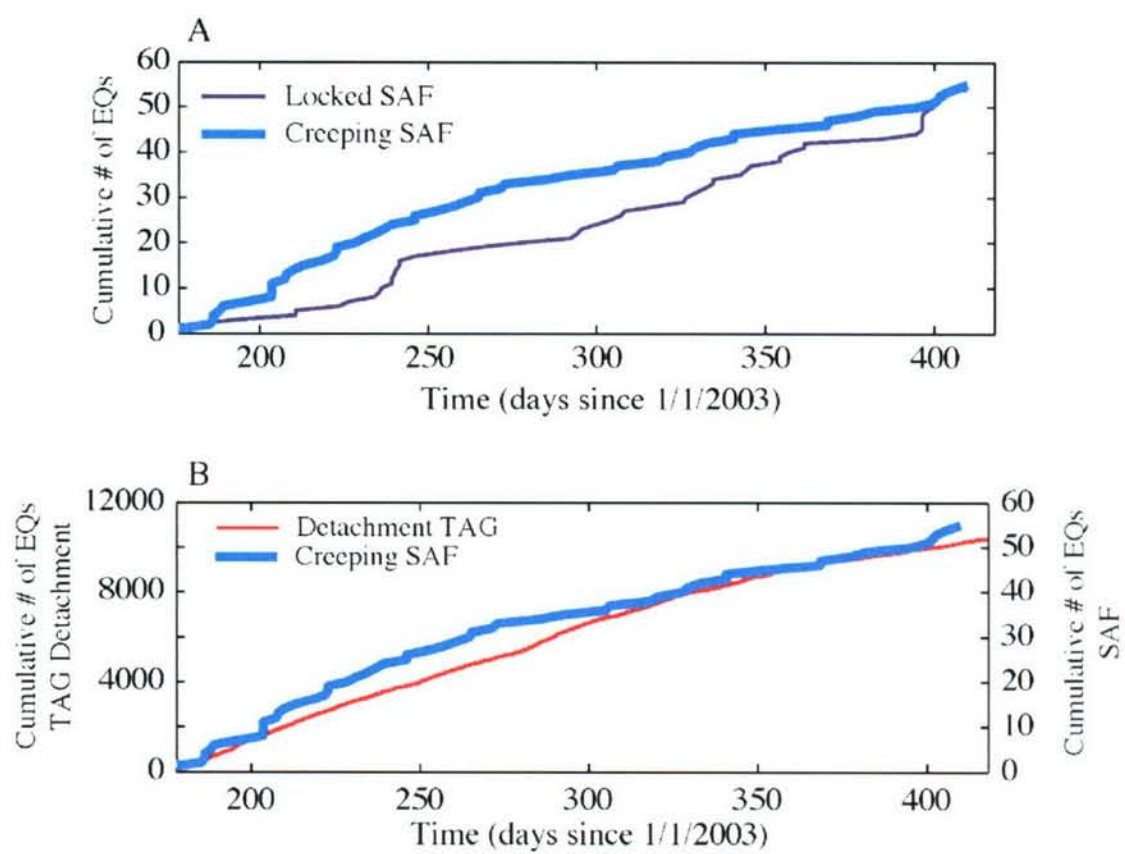 A
60
50
40
30
20
10
0
Cumulative # of EQs
Locked SAF
Creeping SAF
200 250 300 350 400
Time (days since 1/1/2003)
B
12000
8000
4000
0
Cumulative # of EQs
TAG Detachment
Detachment TAG
Creeping SAF
60
50
40
30
20
10
0
Cumulative # of EQs
SAF
200 250 300 350 400
Time (days since 1/1/2003)